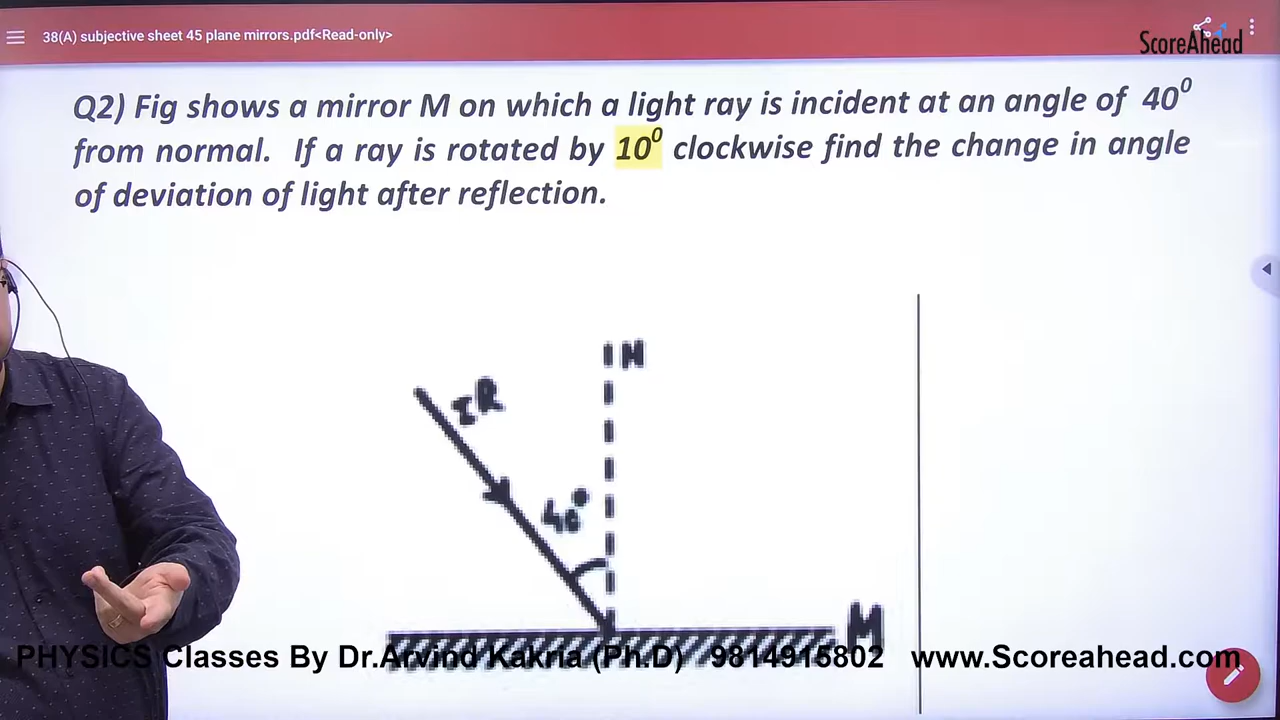 38(A) subjective sheet 45 plane mirrors.pdf<Read-only>
ScoreAhead
Q2) Fig shows a mirror M on which a light ray is incident at an angle of 40⁰
from normal. If a ray is rotated by 10⁰ clockwise find the change in angle
of deviation of light after reflection.
N
IR
40°
M
PHYSICS Classes By Dr.Arvind Kakria (Ph.D) 9814915802 www.Scoreahead.com